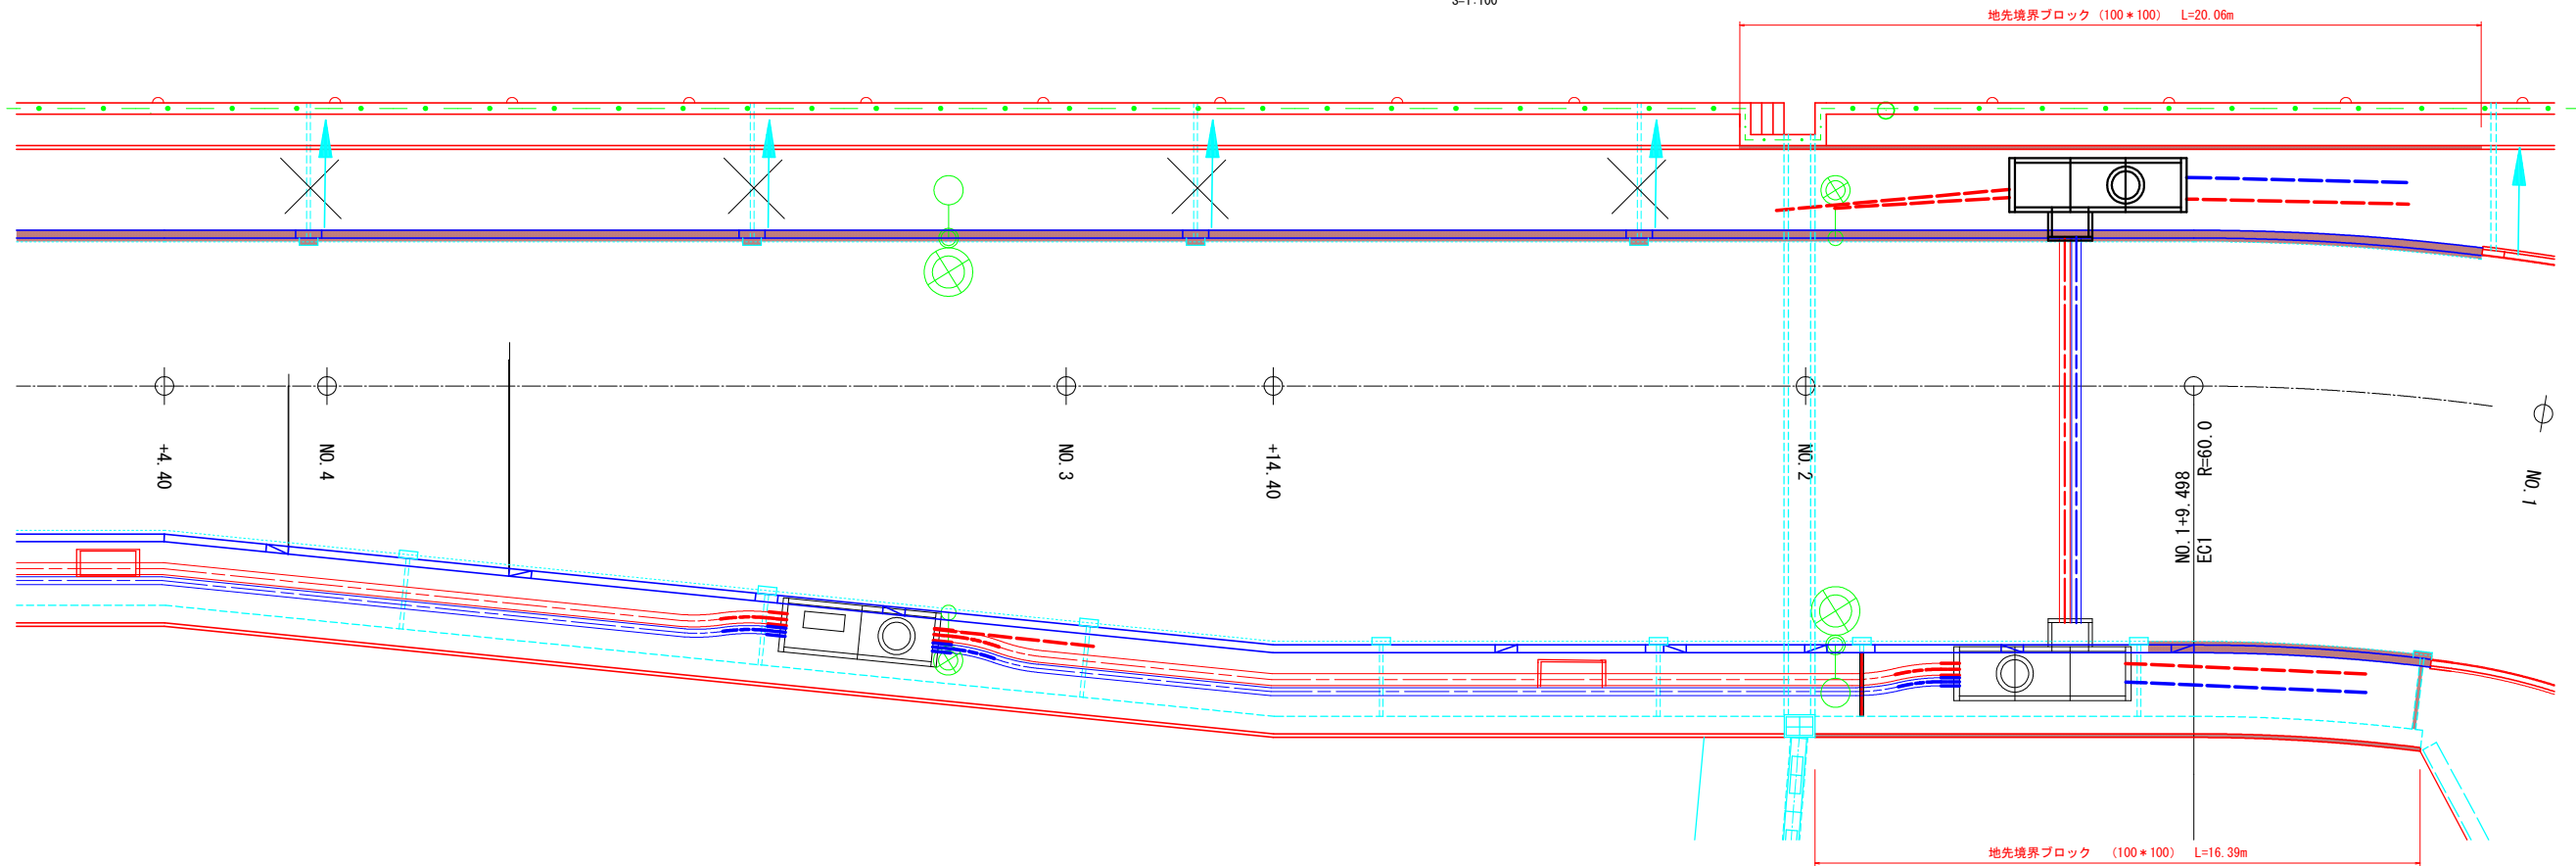 S=1:100
地先境界ブロック (100*100) L=20.06m
+4.40
NO.4
NO.3
+14.40
NO.2
NO.1+9.498
EC1 R=60.0
NO.1
地先境界ブロック (100*100) L=16.39m